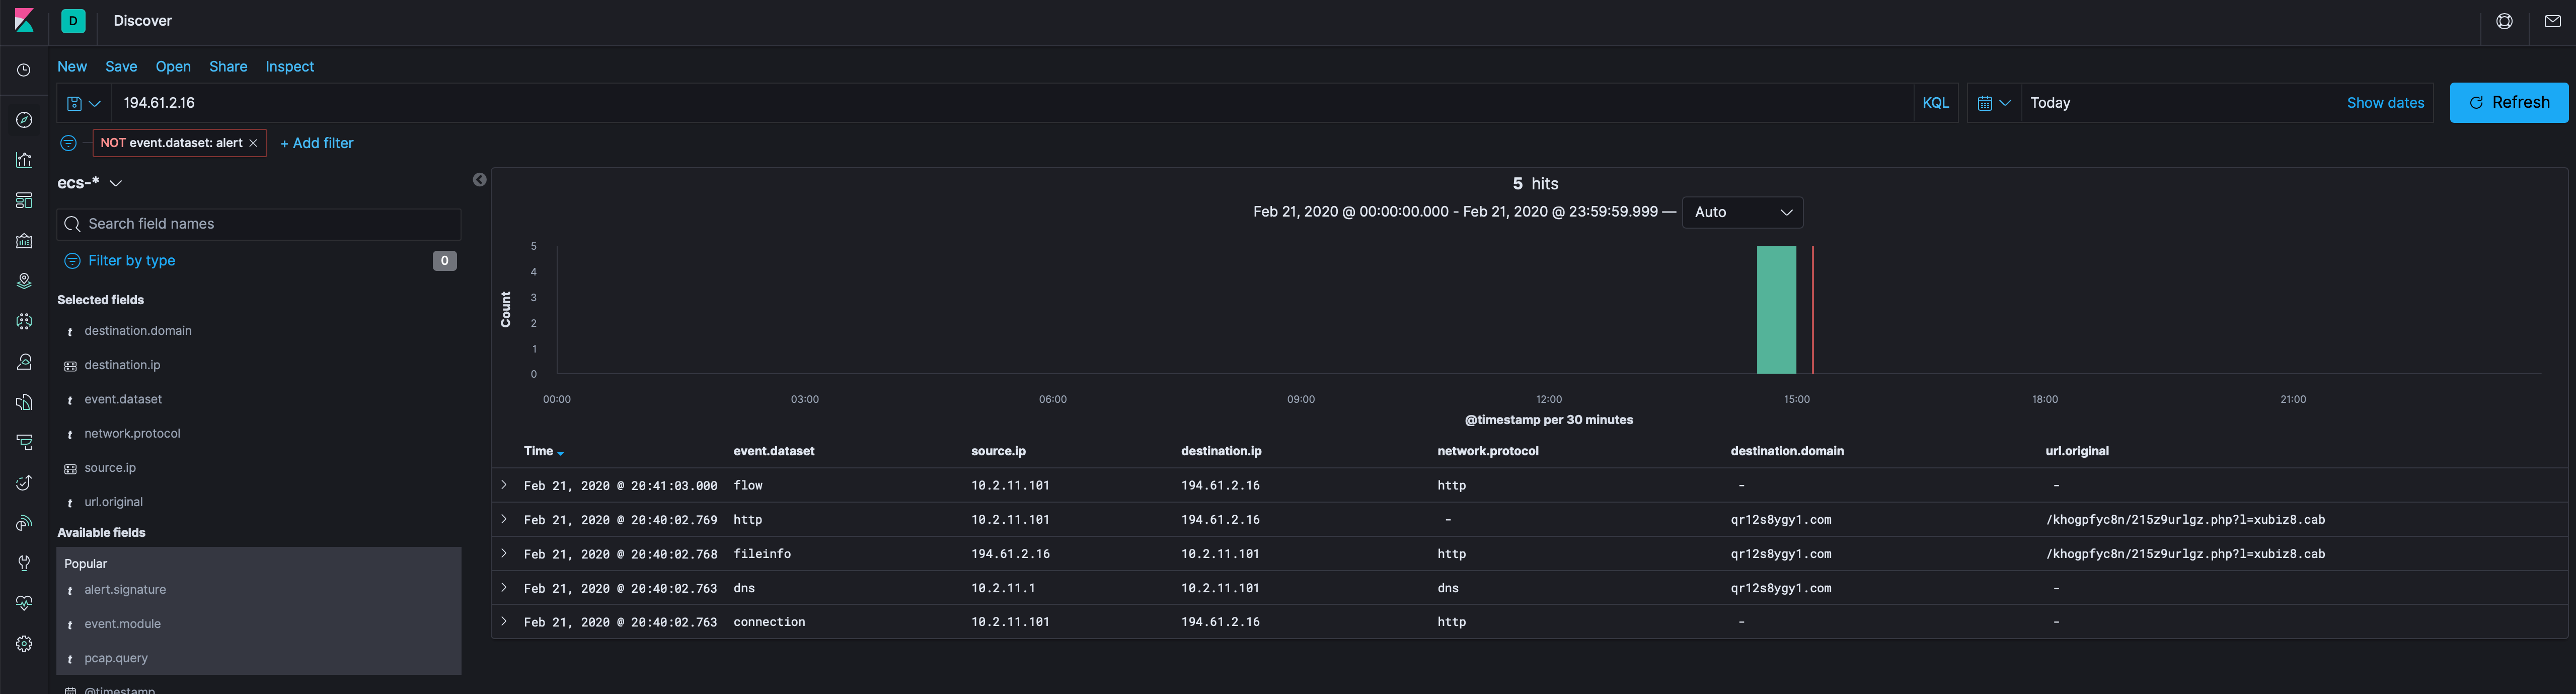 D Discover
New Save Open Share Inspect
194.61.2.16 KQL Today Show dates Refresh
NOT event.dataset: alert × + Add filter
ecs-*
Search field names
Filter by type 0
Selected fields
t destination.domain
destination.ip
t event.dataset
t network.protocol
source.ip
t url.original
Available fields
Popular
t alert.signature
t event.module
t pcap.query
@timestamp
5 hits
Feb 21, 2020 @ 00:00:00.000 - Feb 21, 2020 @ 23:59:59.999 — Auto
Count
5
4
3
2
1
0
00:00 03:00 06:00 09:00 12:00 15:00 18:00 21:00
@timestamp per 30 minutes
Time event.dataset source.ip destination.ip network.protocol destination.domain url.original
Feb 21, 2020 @ 20:41:03.000 flow 10.2.11.101 194.61.2.16 http - -
Feb 21, 2020 @ 20:40:02.769 http 10.2.11.101 194.61.2.16 - qr12s8ygy1.com /khogpfyc8n/215z9urlgz.php?l=xubiz8.cab
Feb 21, 2020 @ 20:40:02.768 fileinfo 194.61.2.16 10.2.11.101 http qr12s8ygy1.com /khogpfyc8n/215z9urlgz.php?l=xubiz8.cab
Feb 21, 2020 @ 20:40:02.763 dns 10.2.11.1 10.2.11.101 dns qr12s8ygy1.com -
Feb 21, 2020 @ 20:40:02.763 connection 10.2.11.101 194.61.2.16 http - -